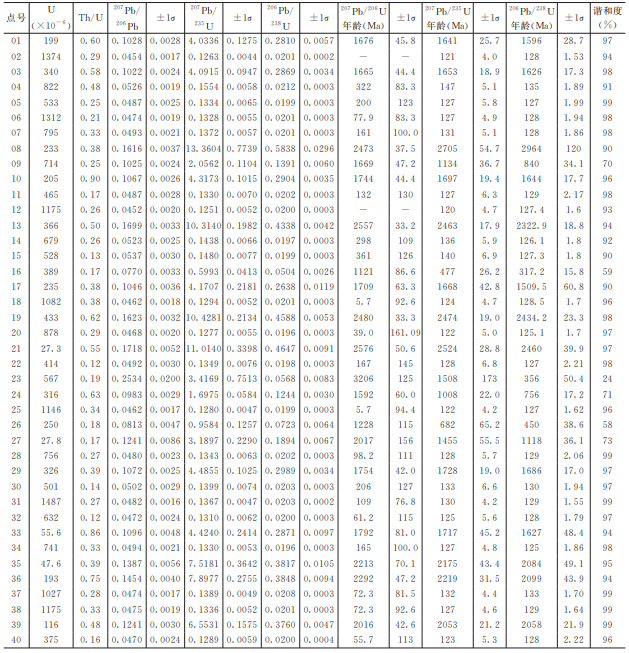 点号 U (×10⁻⁶) Th/U ²⁰⁷Pb/²⁰⁶Pb ±1σ ²⁰⁷Pb/²³⁵U ±1σ ²⁰⁶Pb/²³⁸U ±1σ ²⁰⁷Pb/²⁰⁶U年龄(Ma) ±1σ ²⁰⁷Pb/²³⁵U年龄(Ma) ±1σ ²⁰⁶Pb/²³⁸U年龄(Ma) ±1σ 谐和度(%)
01 199 0.60 0.1028 0.0028 4.0336 0.1275 0.2810 0.0057 1676 45.8 1641 25.7 1596 28.7 97
02 1374 0.29 0.0454 0.0017 0.1263 0.0044 0.0201 0.0002 — — 121 4.0 128 1.53 94
03 340 0.58 0.1022 0.0024 4.0915 0.0947 0.2869 0.0034 1665 44.4 1653 18.9 1626 17.3 98
04 822 0.48 0.0526 0.0019 0.1554 0.0058 0.0212 0.0003 322 83.3 147 5.1 135 1.89 91
05 533 0.25 0.0487 0.0025 0.1334 0.0065 0.0199 0.0003 200 123 127 5.8 127 1.99 99
06 1312 0.21 0.0474 0.0019 0.1328 0.0055 0.0201 0.0003 77.9 83.3 127 4.9 128 1.94 98
07 795 0.33 0.0493 0.0021 0.1372 0.0057 0.0201 0.0003 161 100.0 131 5.1 128 1.86 98
08 233 0.38 0.1616 0.0037 13.3604 0.7739 0.5838 0.0296 2473 37.5 2705 54.7 2964 120 90
09 714 0.25 0.1025 0.0024 2.0562 0.1104 0.1391 0.0060 1669 47.2 1134 36.7 840 34.1 70
10 205 0.90 0.1067 0.0026 4.3173 0.1015 0.2904 0.0035 1744 44.4 1697 19.4 1644 17.7 96
11 465 0.17 0.0487 0.0028 0.1330 0.0070 0.0202 0.0003 132 130 127 6.3 129 2.17 98
12 1175 0.26 0.0452 0.0020 0.1251 0.0052 0.0200 0.0003 — — 120 4.7 127.4 1.6 93
13 366 0.50 0.1699 0.0033 10.3140 0.1982 0.4338 0.0042 2557 33.2 2463 17.9 2322.9 18.8 94
14 679 0.26 0.0523 0.0025 0.1438 0.0066 0.0197 0.0003 298 109 136 5.9 126.1 1.8 92
15 528 0.13 0.0537 0.0030 0.1480 0.0077 0.0199 0.0003 361 126 140 6.9 127.3 1.8 90
16 389 0.17 0.0770 0.0033 0.5993 0.0413 0.0504 0.0026 1121 86.6 477 26.2 317.2 15.8 59
17 235 0.38 0.1046 0.0036 4.1707 0.2181 0.2638 0.0119 1709 63.3 1668 42.8 1509.5 60.8 90
18 1082 0.38 0.0462 0.0018 0.1294 0.0052 0.0201 0.0003 5.7 92.6 124 4.7 128.5 1.7 96
19 433 0.62 0.1623 0.0032 10.4281 0.2134 0.4588 0.0053 2480 33.3 2474 19.0 2434.2 23.3 98
20 878 0.29 0.0468 0.0020 0.1277 0.0055 0.0196 0.0003 39.0 161.09 122 5.0 125.1 1.7 97
21 27.3 0.55 0.1718 0.0052 11.0140 0.3398 0.4647 0.0091 2576 50.6 2524 28.8 2460 39.9 97
22 414 0.12 0.0492 0.0030 0.1349 0.0076 0.0198 0.0003 167 145 128 6.8 127 2.21 98
23 567 0.19 0.2534 0.0200 3.4169 0.7513 0.0568 0.0083 3206 125 1508 173 356 50.4 24
24 316 0.63 0.0983 0.0029 1.6975 0.0584 0.1244 0.0030 1592 60.0 1008 22.0 756 17.2 71
25 1146 0.34 0.0462 0.0017 0.1280 0.0047 0.0199 0.0003 5.7 94.4 122 4.2 127 1.62 96
26 250 0.18 0.0813 0.0047 0.9584 0.1257 0.0723 0.0064 1228 115 682 65.2 450 38.6 58
27 27.8 0.17 0.1241 0.0086 3.1897 0.2290 0.1894 0.0067 2017 156 1455 55.5 1118 36.1 73
28 756 0.27 0.0480 0.0023 0.1343 0.0063 0.0202 0.0003 98.2 111 128 5.7 129 2.06 99
29 326 0.39 0.1072 0.0025 4.4855 0.1025 0.2989 0.0034 1754 42.0 1728 19.0 1686 17.0 97
30 501 0.14 0.0502 0.0029 0.1399 0.0074 0.0203 0.0003 206 127 133 6.6 130 1.94 97
31 1487 0.27 0.0482 0.0016 0.1367 0.0047 0.0203 0.0002 109 76.8 130 4.2 129 1.55 99
32 632 0.12 0.0472 0.0024 0.1310 0.0062 0.0200 0.0003 61.2 115 125 5.6 128 1.79 97
33 55.6 0.86 0.1096 0.0048 4.4240 0.2414 0.2871 0.0097 1792 81.0 1717 45.2 1627 48.4 94
34 741 0.33 0.0494 0.0021 0.1330 0.0053 0.0196 0.0003 165 100.0 127 4.8 125 1.86 98
35 47.6 0.39 0.1387 0.0056 7.5181 0.3642 0.3817 0.0105 2213 70.1 2175 43.4 2084 49.1 95
36 193 0.75 0.1454 0.0040 7.8977 0.2755 0.3848 0.0094 2292 47.2 2219 31.5 2099 43.9 94
37 1027 0.28 0.0474 0.0017 0.1389 0.0049 0.0208 0.0003 72.3 81.5 132 4.4 133 1.70 99
38 1175 0.33 0.0475 0.0019 0.1336 0.0052 0.0201 0.0003 72.3 92.6 127 4.6 129 1.64 99
39 116 0.48 0.1241 0.0030 6.5531 0.1575 0.3760 0.0047 2016 42.6 2053 21.2 2058 21.9 99
40 375 0.16 0.0470 0.0024 0.1289 0.0059 0.0200 0.0004 55.7 113 123 5.3 128 2.22 96